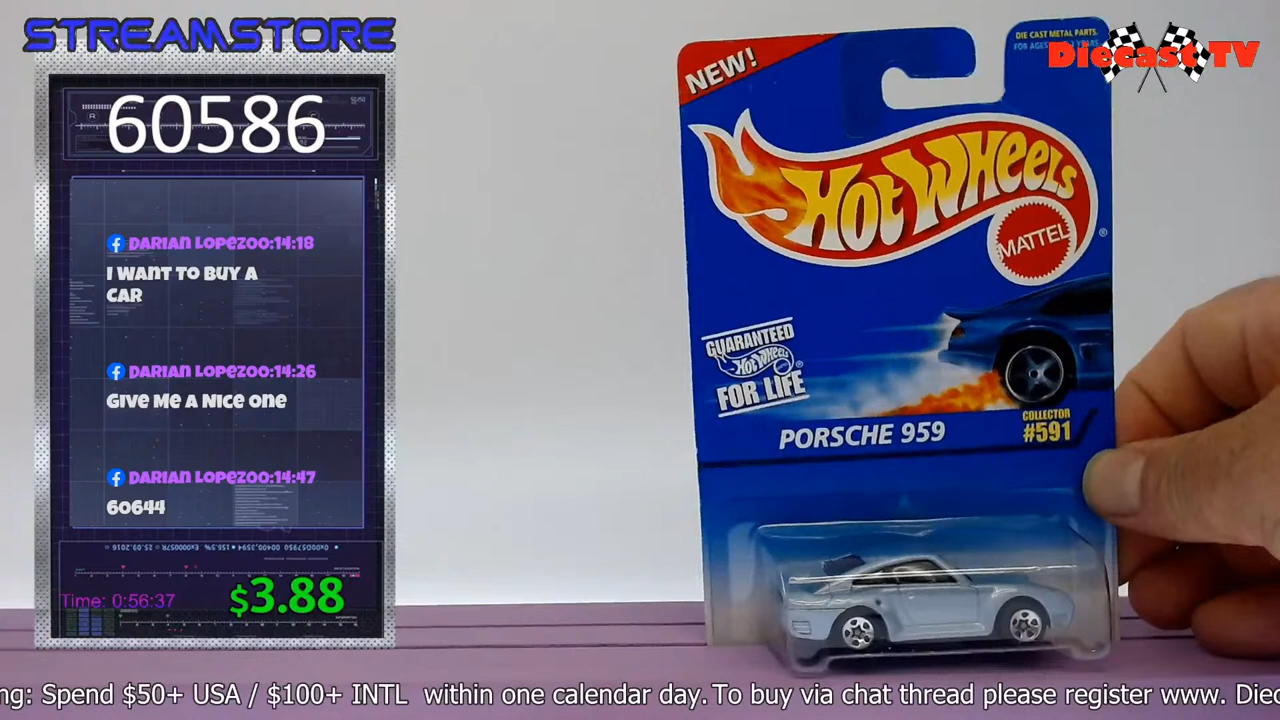 STREAMSTORE
60586
DARIAN LOPEZ00:14:18
I WANT TO BUY A
CAR
DARIAN LOPEZ00:14:26
GIVE ME A NICE ONE
DARIAN LOPEZ00:14:47
60644
Time: 0:56:37
$3.88
NEW!
DIE CAST METAL PARTS.
Diecast TV
HOT WHEELS
MATTEL
®
GUARANTEED
HOT WHEELS
FOR LIFE
PORSCHE 959
COLLECTOR
#591
ng: Spend $50+ USA / $100+ INTL within one calendar day. To buy via chat thread please register www. Diec